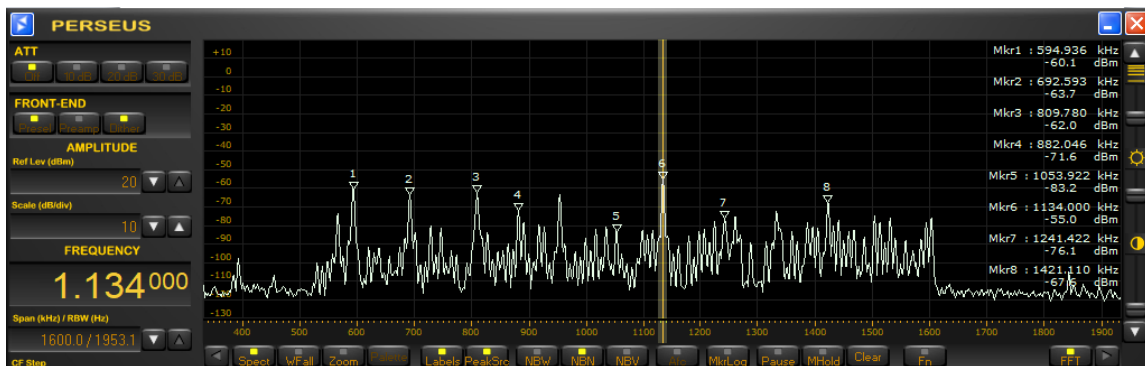 PERSEUS
ATT
Off 10 dB 20 dB 30 dB
FRONT-END
Presel Preamp Dither
AMPLITUDE
Ref Lev (dBm)
20
Scale (dB/div)
10
FREQUENCY
1.134000
Span (kHz) / RBW (Hz)
1600.0 / 1953.1
CF Step
+10
0
-10
-20
-30
-40
-50
-60
-70
-80
-90
-100
-110
-130
1
2
3
4
5
6
7
8
Mkr1 : 594.936 kHz
-60.1 dBm
Mkr2 : 692.593 kHz
-63.7 dBm
Mkr3 : 809.780 kHz
-62.0 dBm
Mkr4 : 882.046 kHz
-71.6 dBm
Mkr5 : 1053.922 kHz
-83.2 dBm
Mkr6 : 1134.000 kHz
-55.0 dBm
Mkr7 : 1241.422 kHz
-76.1 dBm
Mkr8 : 1421.110 kHz
dBm
400 500 600 700 800 900 1000 1100 1200 1300 1400 1500 1600 1700 1800 1900
Spect WFall Zoom Palette Labels PeakSrc NBW NBN NBV MkrLog Pause MHold Clear Fn FFT